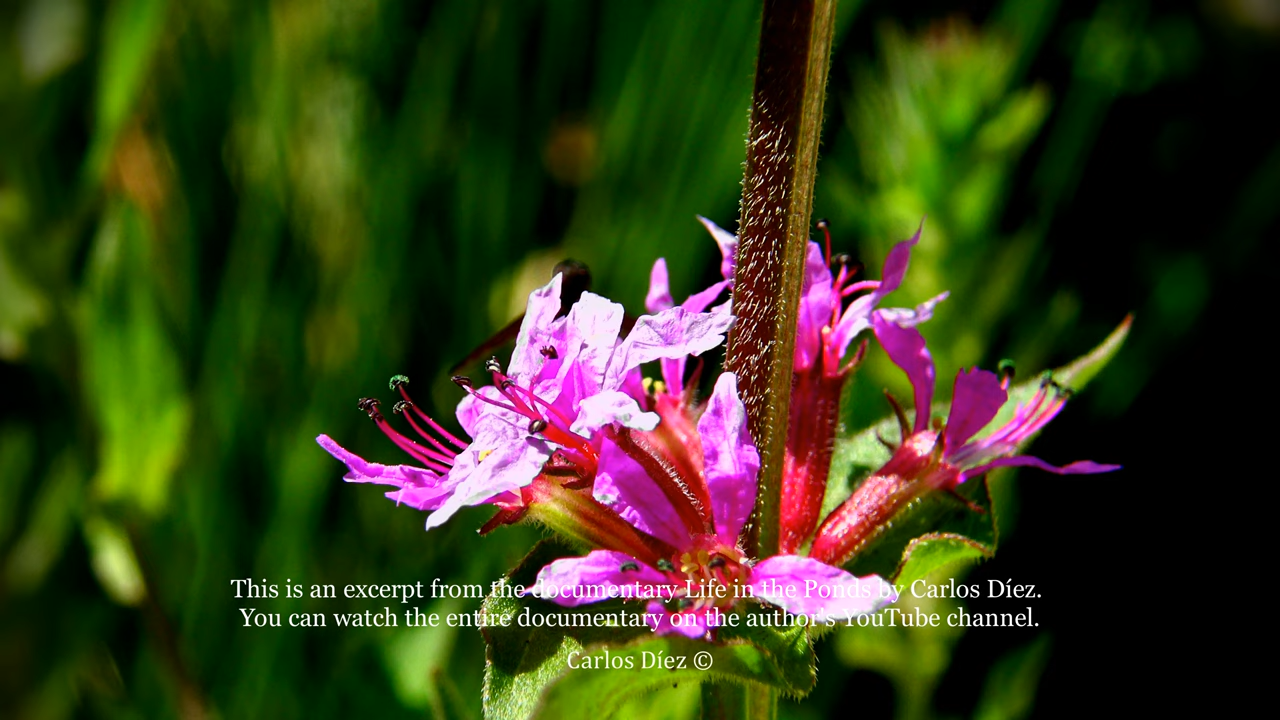 This is an excerpt from the documentary Life in the Ponds by Carlos Díez.
You can watch the entire documentary on the author's YouTube channel.
Carlos Díez ©